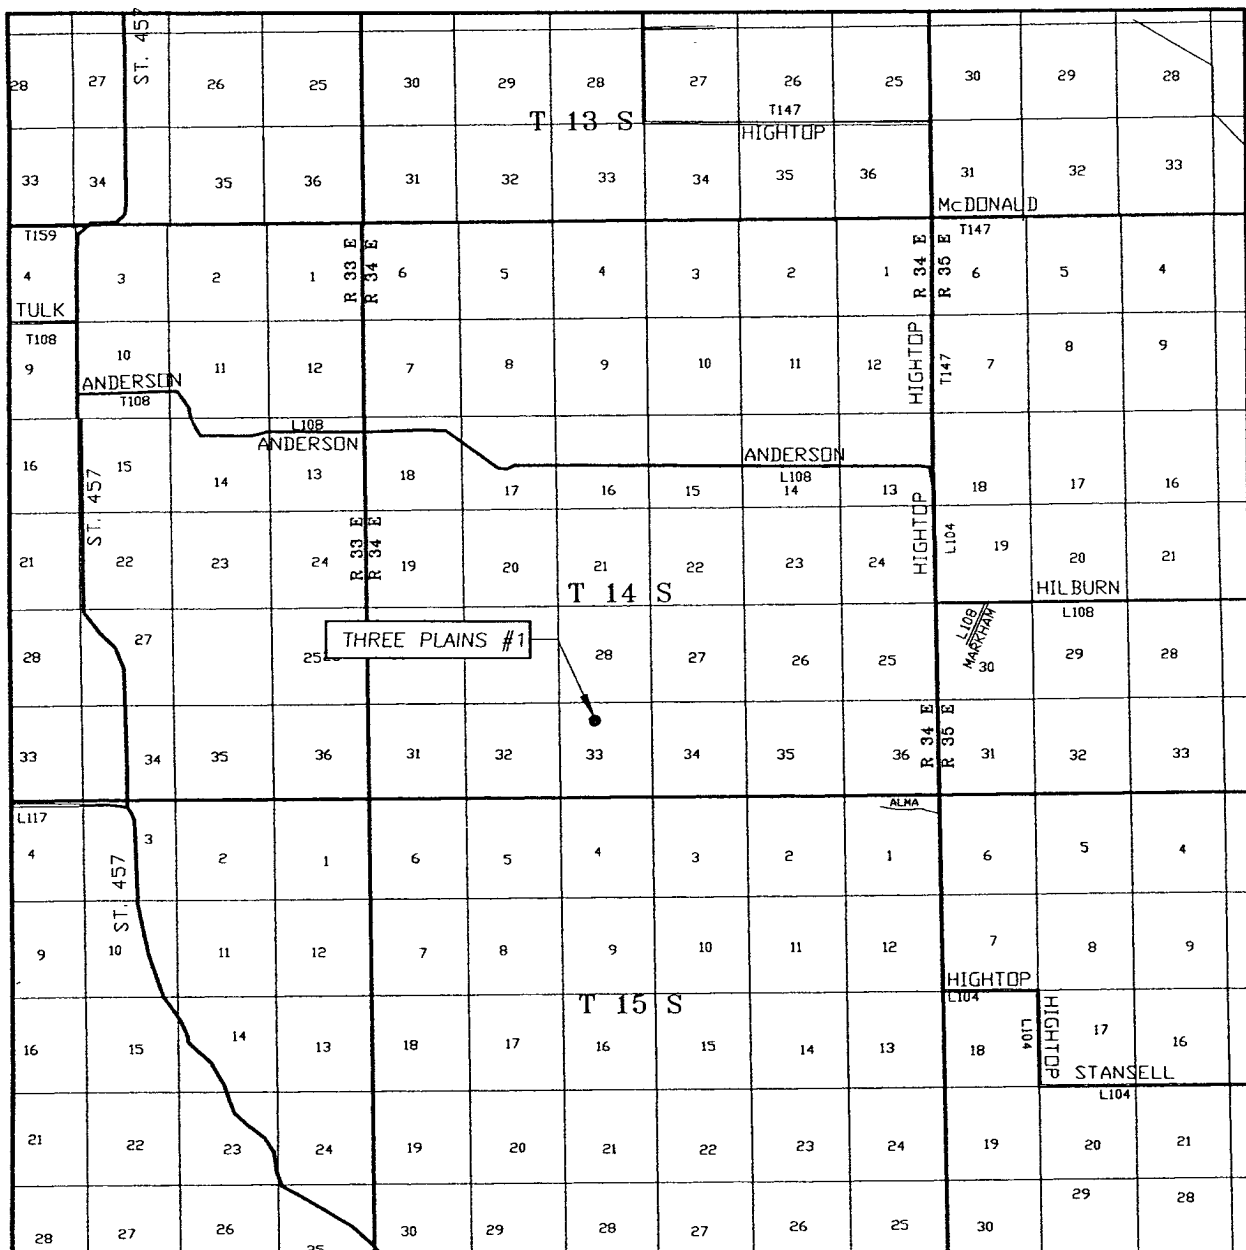 ST. 457
28 27 26 25 30 29 28 27 26 25 30 29 28
T 13 S
T147
HIGHTOP
33 34 35 36 31 32 33 34 35 36 31 32 33
McDONALD
T159
T147
R 33 E
R 34 E
R 34 E
R 35 E
4 3 2 1 6 5 4 3 2 1 6 5 4
TULK
T108
HIGHTOP
T147
9 10 11 12 7 8 9 10 11 12 7 8 9
ANDERSON
T108
L108
ANDERSON
ANDERSON
L108
16 15 14 13 18 17 16 15 14 13 18 17 16
ST. 457
HIGHTOP
L104
R 33 E
R 34 E
21 22 23 24 19 20 21 22 23 24 19 20 21
T 14 S
HILBURN
L108
L108
MARKHAM
THREE PLAINS #1
28 27 25 28 27 26 25 30 29 28
R 34 E
R 35 E
33 34 35 36 31 32 33 34 35 36 31 32 33
ALMA
L117
4 3 2 1 6 5 4 3 2 1 6 5 4
ST. 457
9 10 11 12 7 8 9 10 11 12 7 8 9
HIGHTOP
L104
T 15 S
L104
HIGHTOP
16 15 14 13 18 17 16 15 14 13 18 17 16
STANSELL
L104
21 22 23 24 19 20 21 22 23 24 19 20 21
28 27 26 25 30 29 28 27 26 25 30 29 28